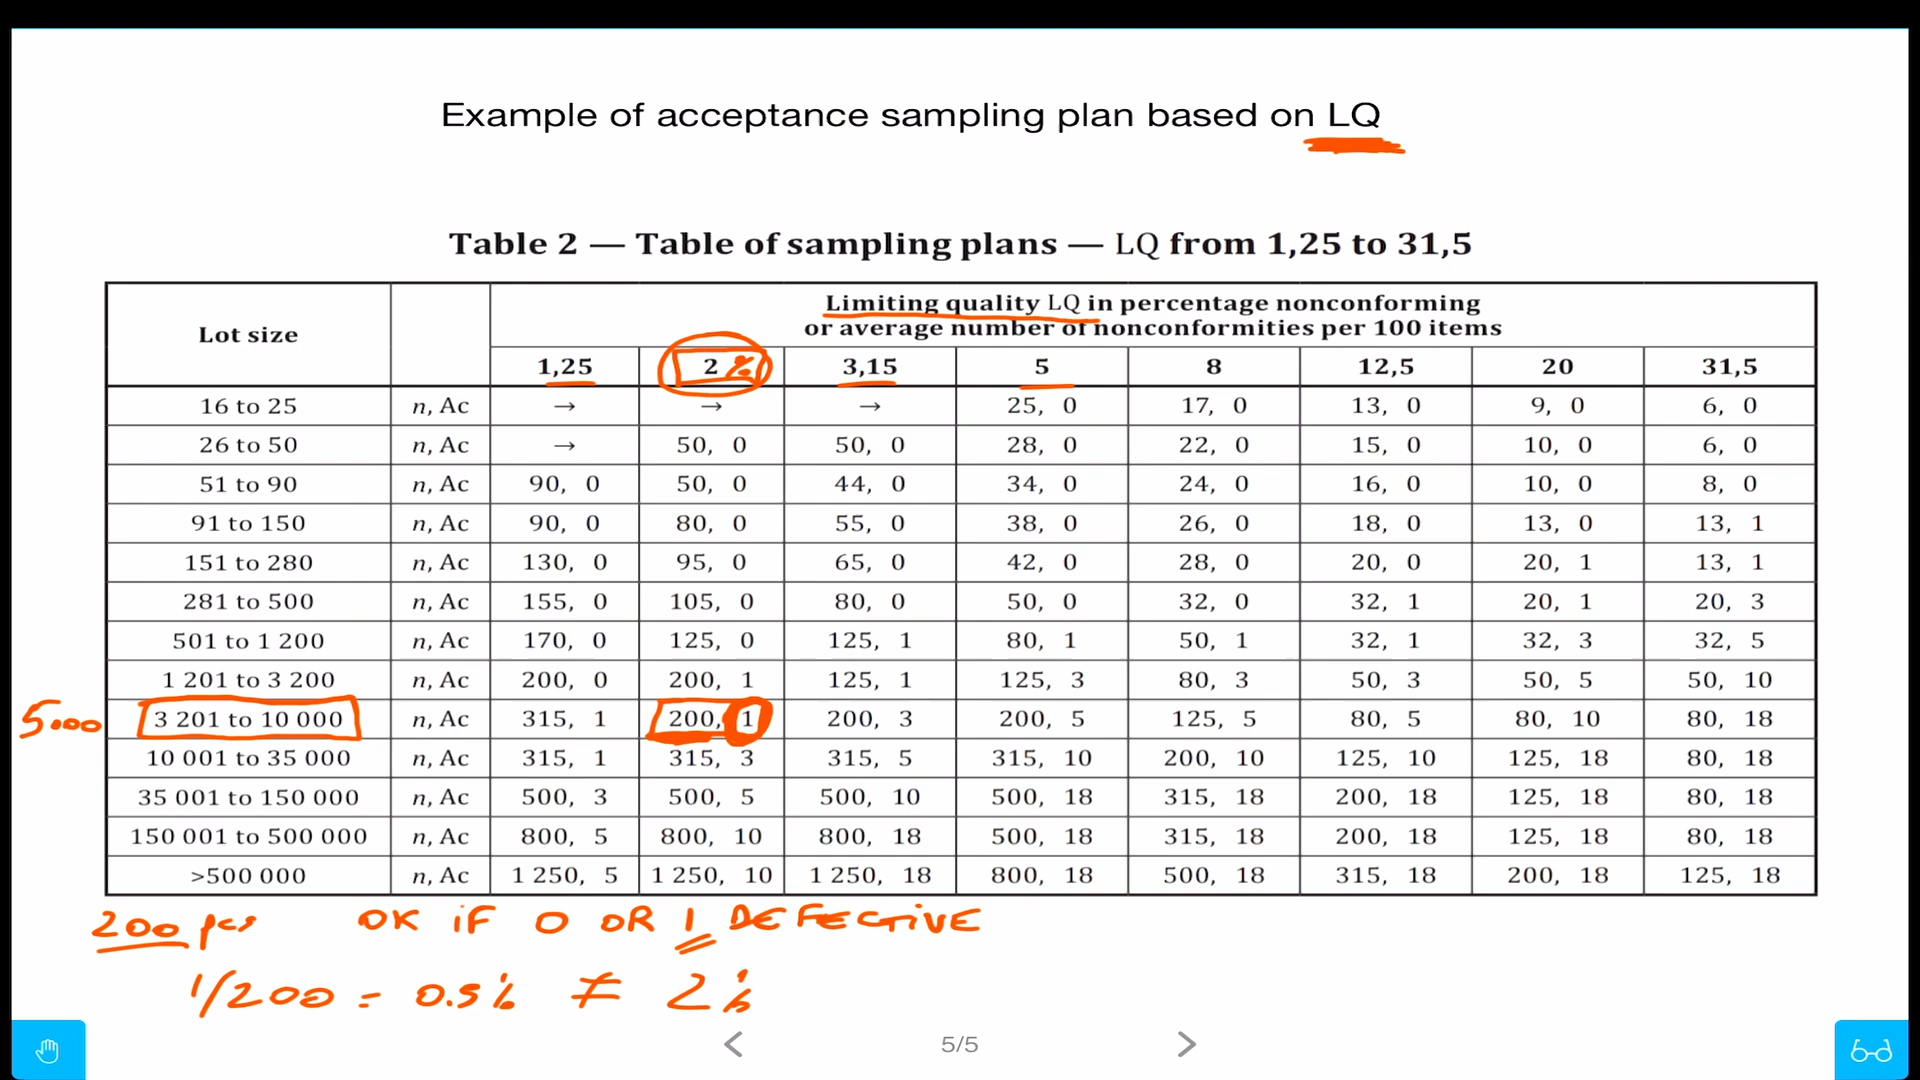 Example of acceptance sampling plan based on LQ
Table 2 — Table of sampling plans — LQ from 1,25 to 31,5
Lot size
Limiting quality LQ in percentage nonconforming
or average number of nonconformities per 100 items
1,25 2 % 3,15 5 8 12,5 20 31,5
16 to 25 n, Ac → → → 25, 0 17, 0 13, 0 9, 0 6, 0
26 to 50 n, Ac → 50, 0 50, 0 28, 0 22, 0 15, 0 10, 0 6, 0
51 to 90 n, Ac 90, 0 50, 0 44, 0 34, 0 24, 0 16, 0 10, 0 8, 0
91 to 150 n, Ac 90, 0 80, 0 55, 0 38, 0 26, 0 18, 0 13, 0 13, 1
151 to 280 n, Ac 130, 0 95, 0 65, 0 42, 0 28, 0 20, 0 20, 1 13, 1
281 to 500 n, Ac 155, 0 105, 0 80, 0 50, 0 32, 0 32, 1 20, 1 20, 3
501 to 1 200 n, Ac 170, 0 125, 0 125, 1 80, 1 50, 1 32, 1 32, 3 32, 5
1 201 to 3 200 n, Ac 200, 0 200, 1 125, 1 125, 3 80, 3 50, 3 50, 5 50, 10
5000 3 201 to 10 000 n, Ac 315, 1 200, 1 200, 3 200, 5 125, 5 80, 5 80, 10 80, 18
10 001 to 35 000 n, Ac 315, 1 315, 3 315, 5 315, 10 200, 10 125, 10 125, 18 80, 18
35 001 to 150 000 n, Ac 500, 3 500, 5 500, 10 500, 18 315, 18 200, 18 125, 18 80, 18
150 001 to 500 000 n, Ac 800, 5 800, 10 800, 18 500, 18 315, 18 200, 18 125, 18 80, 18
>500 000 n, Ac 1 250, 5 1 250, 10 1 250, 18 800, 18 500, 18 315, 18 200, 18 125, 18
200 pcs OK iF 0 OR 1 DEFECTIVE
1/200 = 0.5% ≠ 2%
5/5